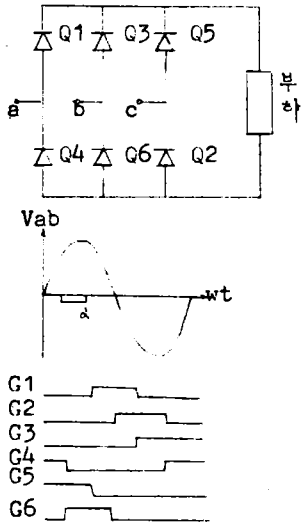 Q1 Q3 Q5
부하
a b c
Q4 Q6 Q2
Vab
wt
α
G1
G2
G3
G4
G5
G6